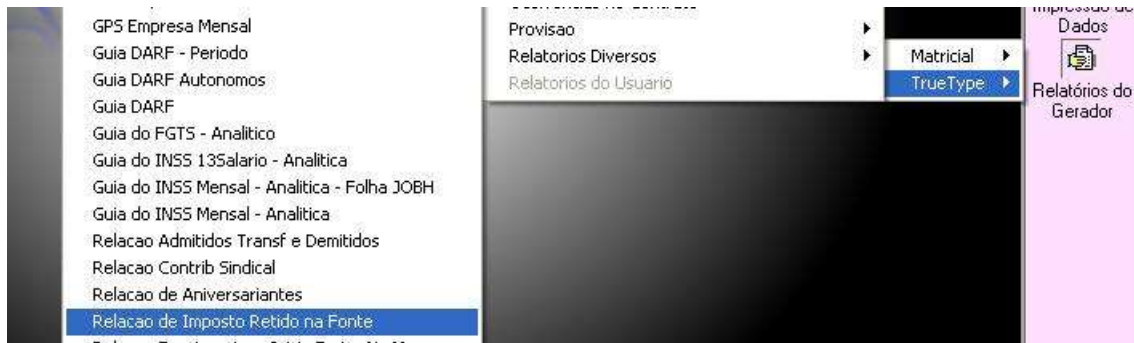 GPS Empresa Mensal
Guia DARF - Periodo
Guia DARF Autonomos
Guia DARF
Guia do FGTS - Analitico
Guia do INSS 13Salario - Analitica
Guia do INSS Mensal - Analitica - Folha JOBH
Guia do INSS Mensal - Analitica
Relacao Admitidos Transf e Demitidos
Relacao Contrib Sindical
Relacao de Aniversariantes
Relacao de Imposto Retido na Fonte
Provisao
Relatorios Diversos
Relatorios do Usuario
Matricial
TrueType
Impressão de
Dados
Relatórios do
Gerador